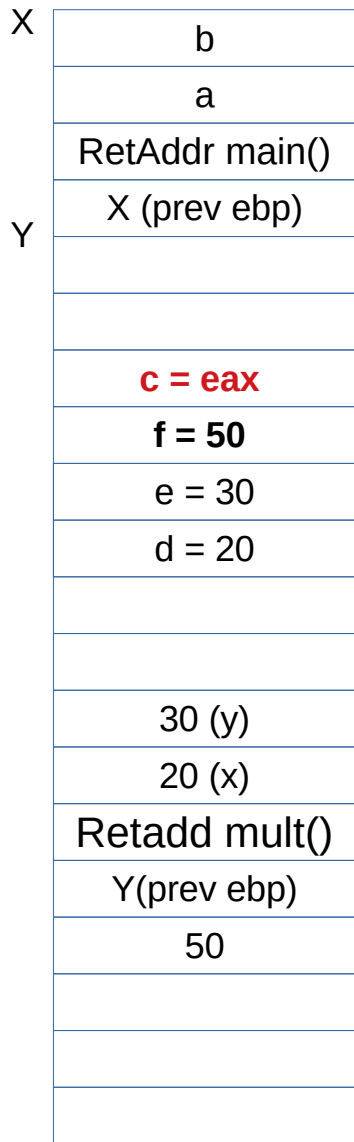 X
b
a
RetAddr main()
X (prev ebp)
Y
c = eax
f = 50
e = 30
d = 20
30 (y)
20 (x)
Retadd mult()
Y(prev ebp)
50